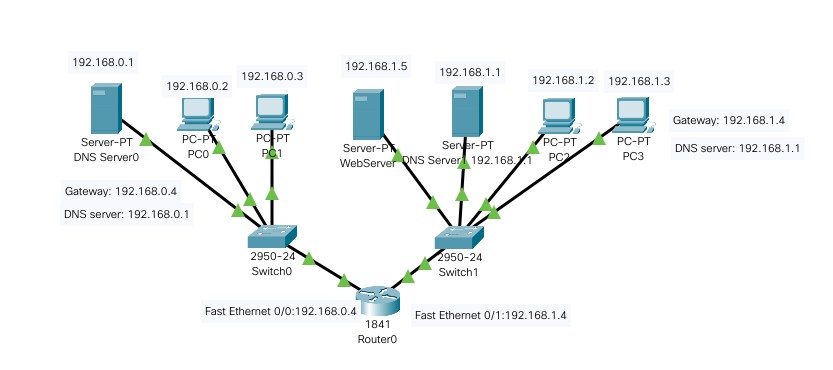 192.168.0.1
192.168.0.2
192.168.0.3
192.168.1.5
192.168.1.1
192.168.1.2
192.168.1.3
Server-PT
DNS Server0
PC-PT
PC0
PC-PT
PC1
Server-PT
WebServer
Server-PT
DNS Server1 192.168.1.1
PC-PT
PC2
PC-PT
PC3
Gateway: 192.168.1.4
DNS server: 192.168.1.1
Gateway: 192.168.0.4
DNS server: 192.168.0.1
2950-24
Switch0
2950-24
Switch1
Fast Ethernet 0/0:192.168.0.4
1841
Router0
Fast Ethernet 0/1:192.168.1.4